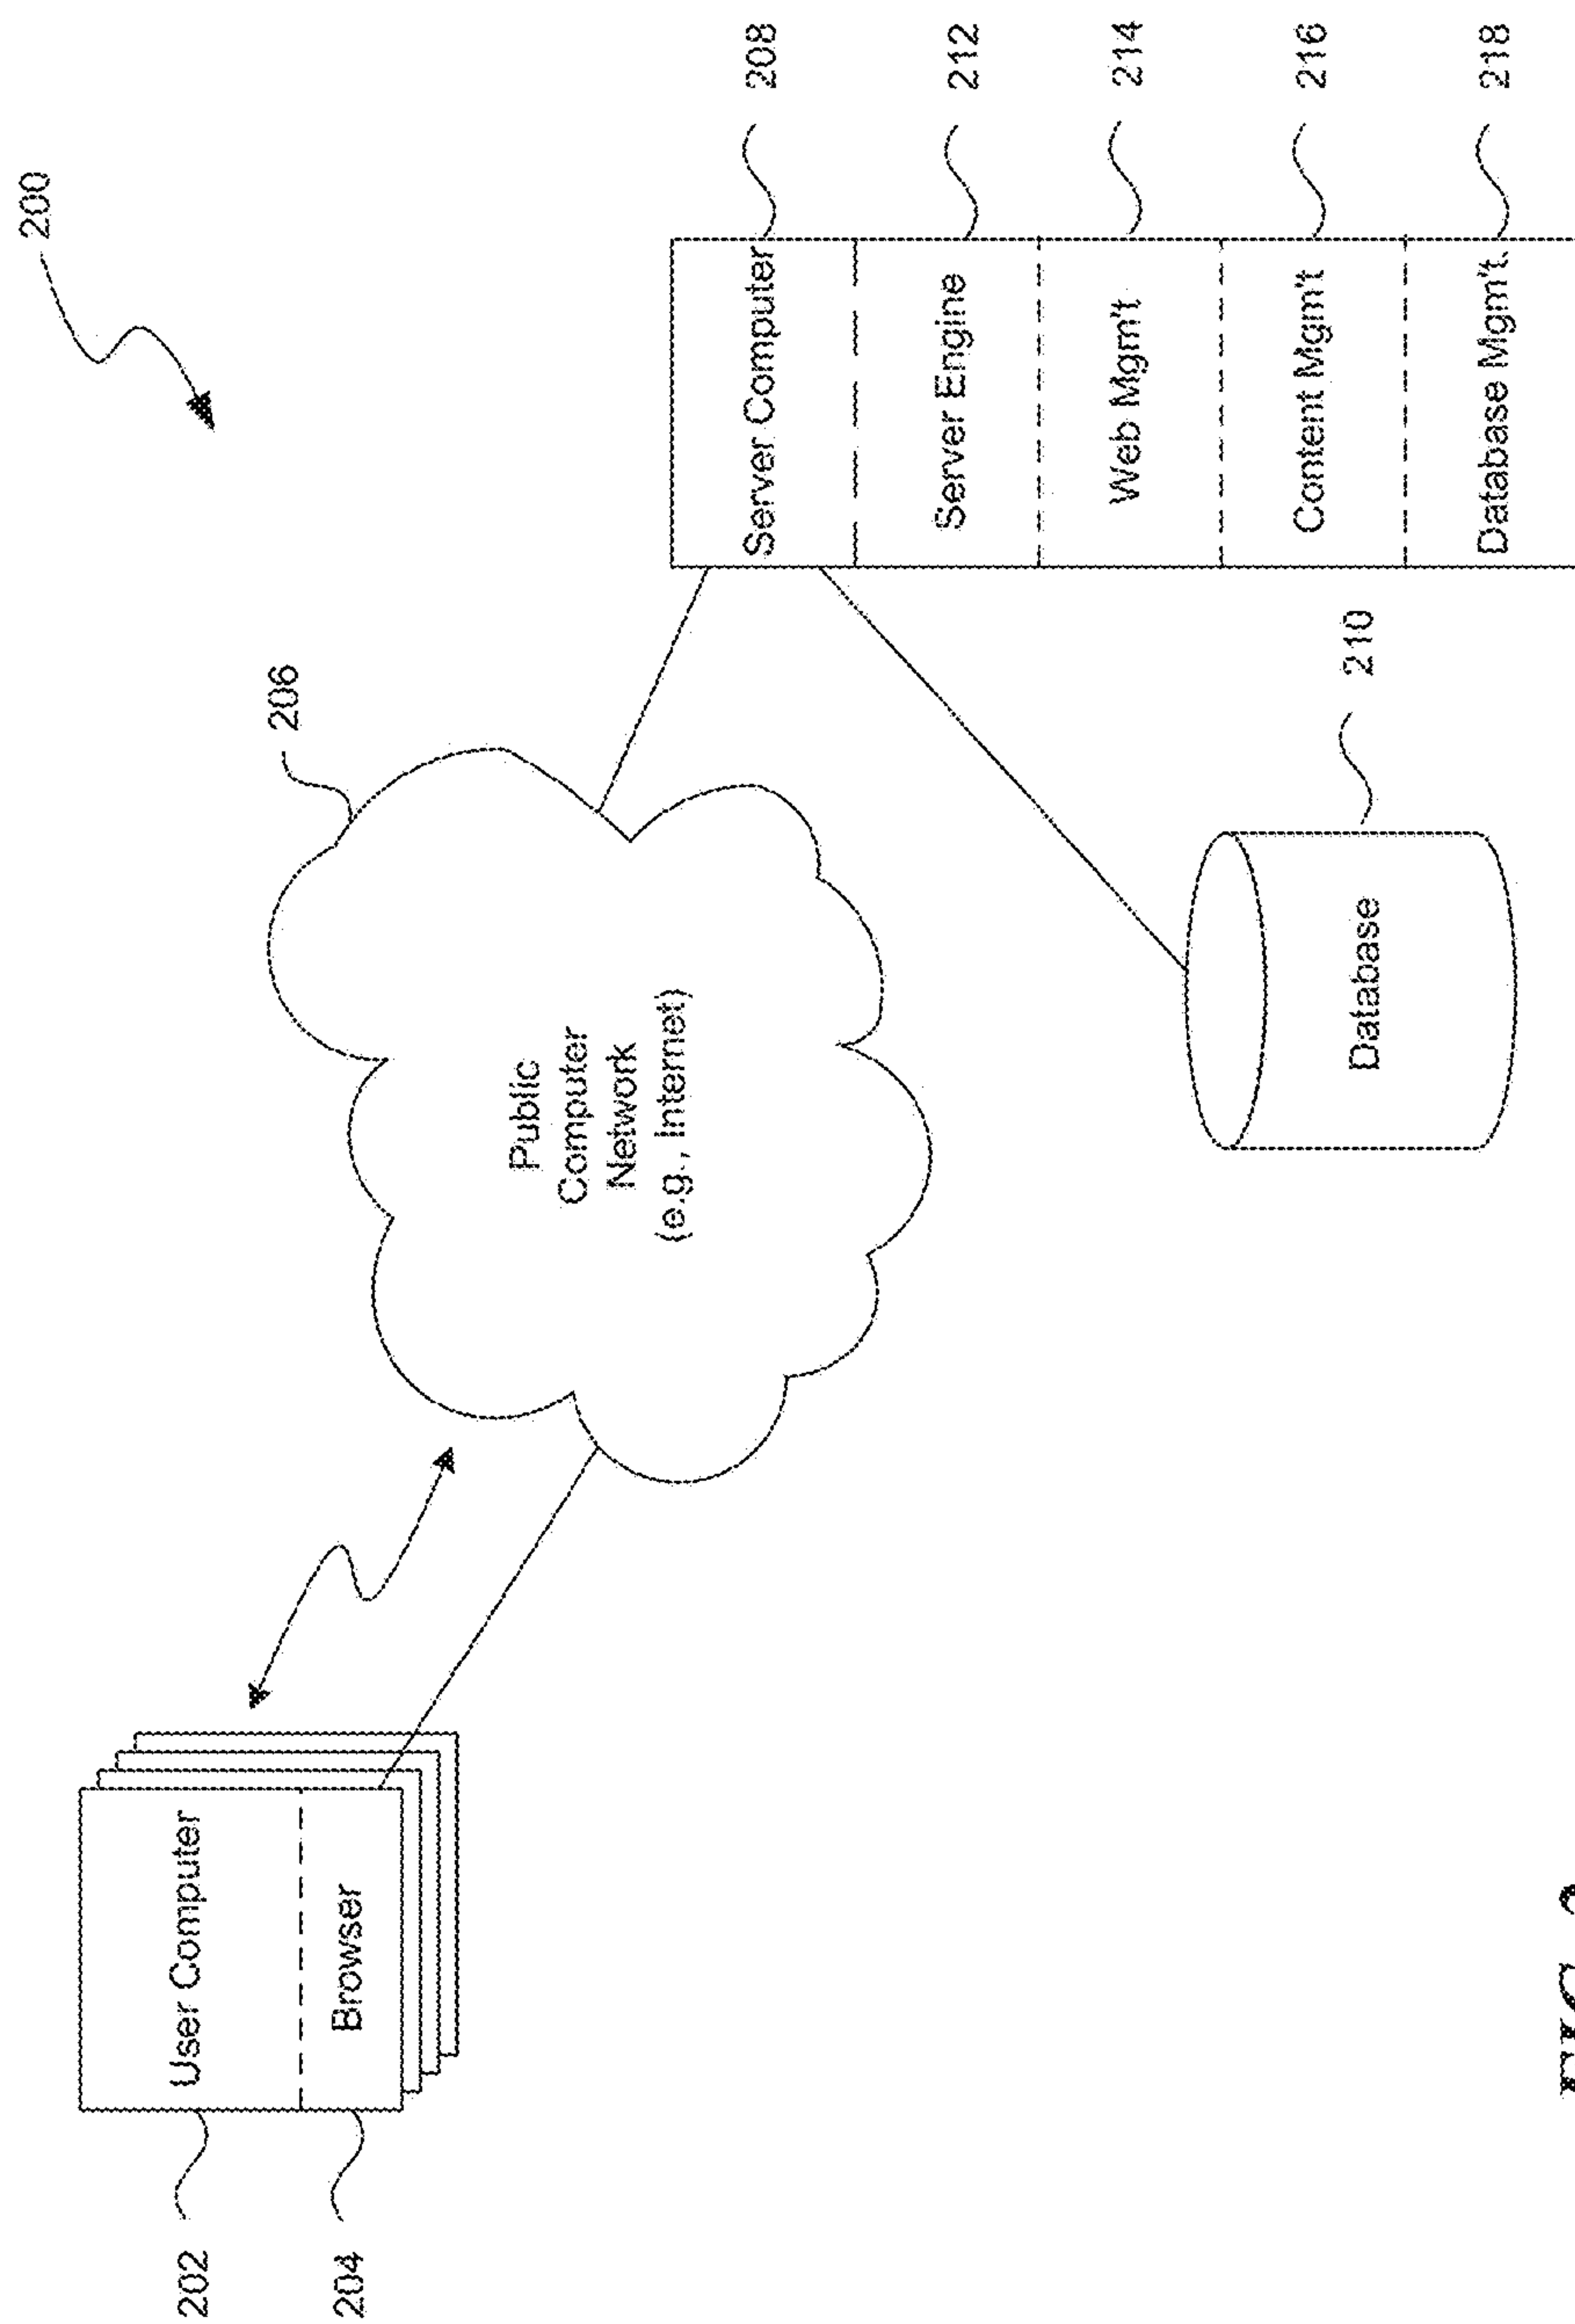 200
User Computer
Browser
202
204
206
Public
Computer
Network
(e.g., Internet)
Server Computer
208
Server Engine
212
Web Mgm't
214
Content Mgm't
216
Database Mgm't.
218
Database
210